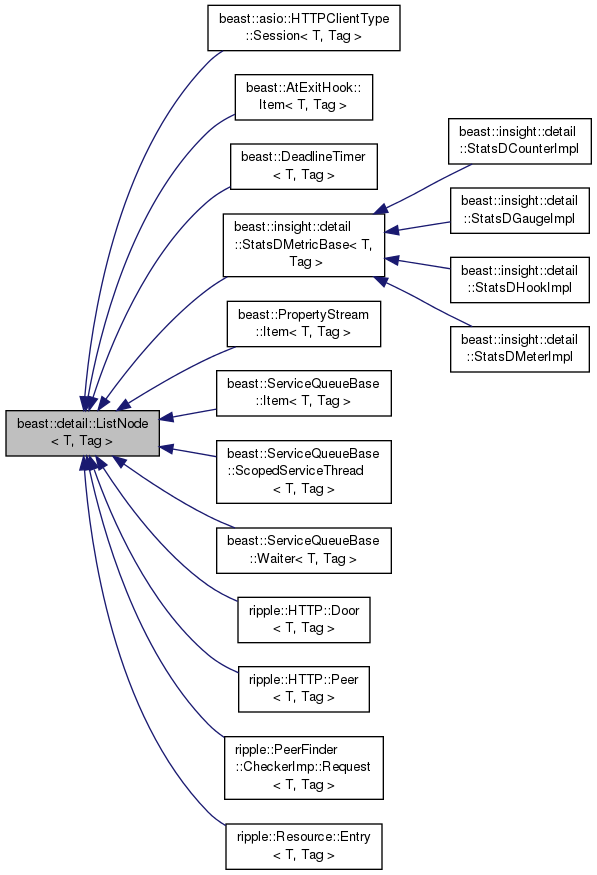 beast::asio::HTTPClientType
::Session< T, Tag >
beast::AtExitHook::
Item< T, Tag >
beast::DeadlineTimer
< T, Tag >
beast::insight::detail
::StatsDMetricBase< T,
Tag >
beast::PropertyStream
::Item< T, Tag >
beast::ServiceQueueBase
::Item< T, Tag >
beast::detail::ListNode
< T, Tag >
beast::ServiceQueueBase
::ScopedServiceThread
< T, Tag >
beast::ServiceQueueBase
::Waiter< T, Tag >
ripple::HTTP::Door
< T, Tag >
ripple::HTTP::Peer
< T, Tag >
ripple::PeerFinder
::CheckerImp::Request
< T, Tag >
ripple::Resource::Entry
< T, Tag >
beast::insight::detail
::StatsDCounterImpl
beast::insight::detail
::StatsDGaugeImpl
beast::insight::detail
::StatsDHookImpl
beast::insight::detail
::StatsDMeterImpl